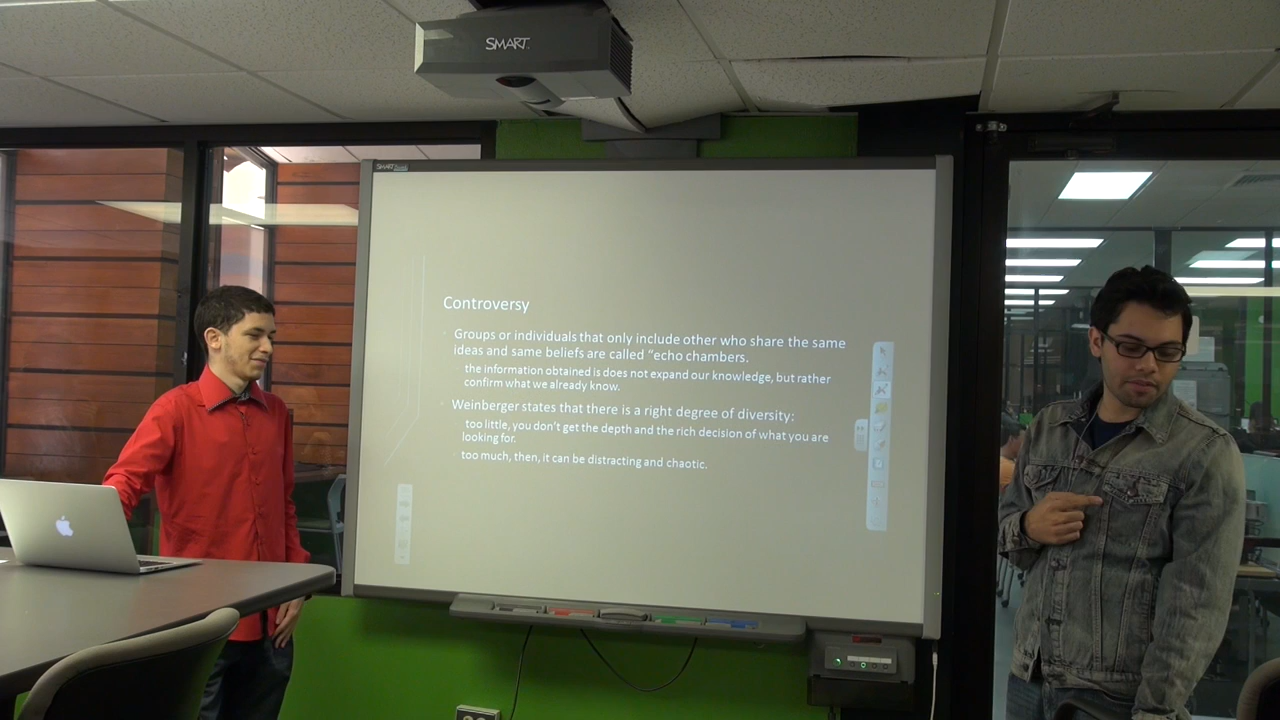 SMART
SMART
Controversy
Groups or individuals that only include other who share the same
ideas and same beliefs are called "echo chambers.
the information obtained is does not expand our knowledge, but rather
confirm what we already know.
Weinberger states that there is a right degree of diversity:
too little, you don't get the depth and the rich decision of what you are
looking for.
too much, then, it can be distracting and chaotic.